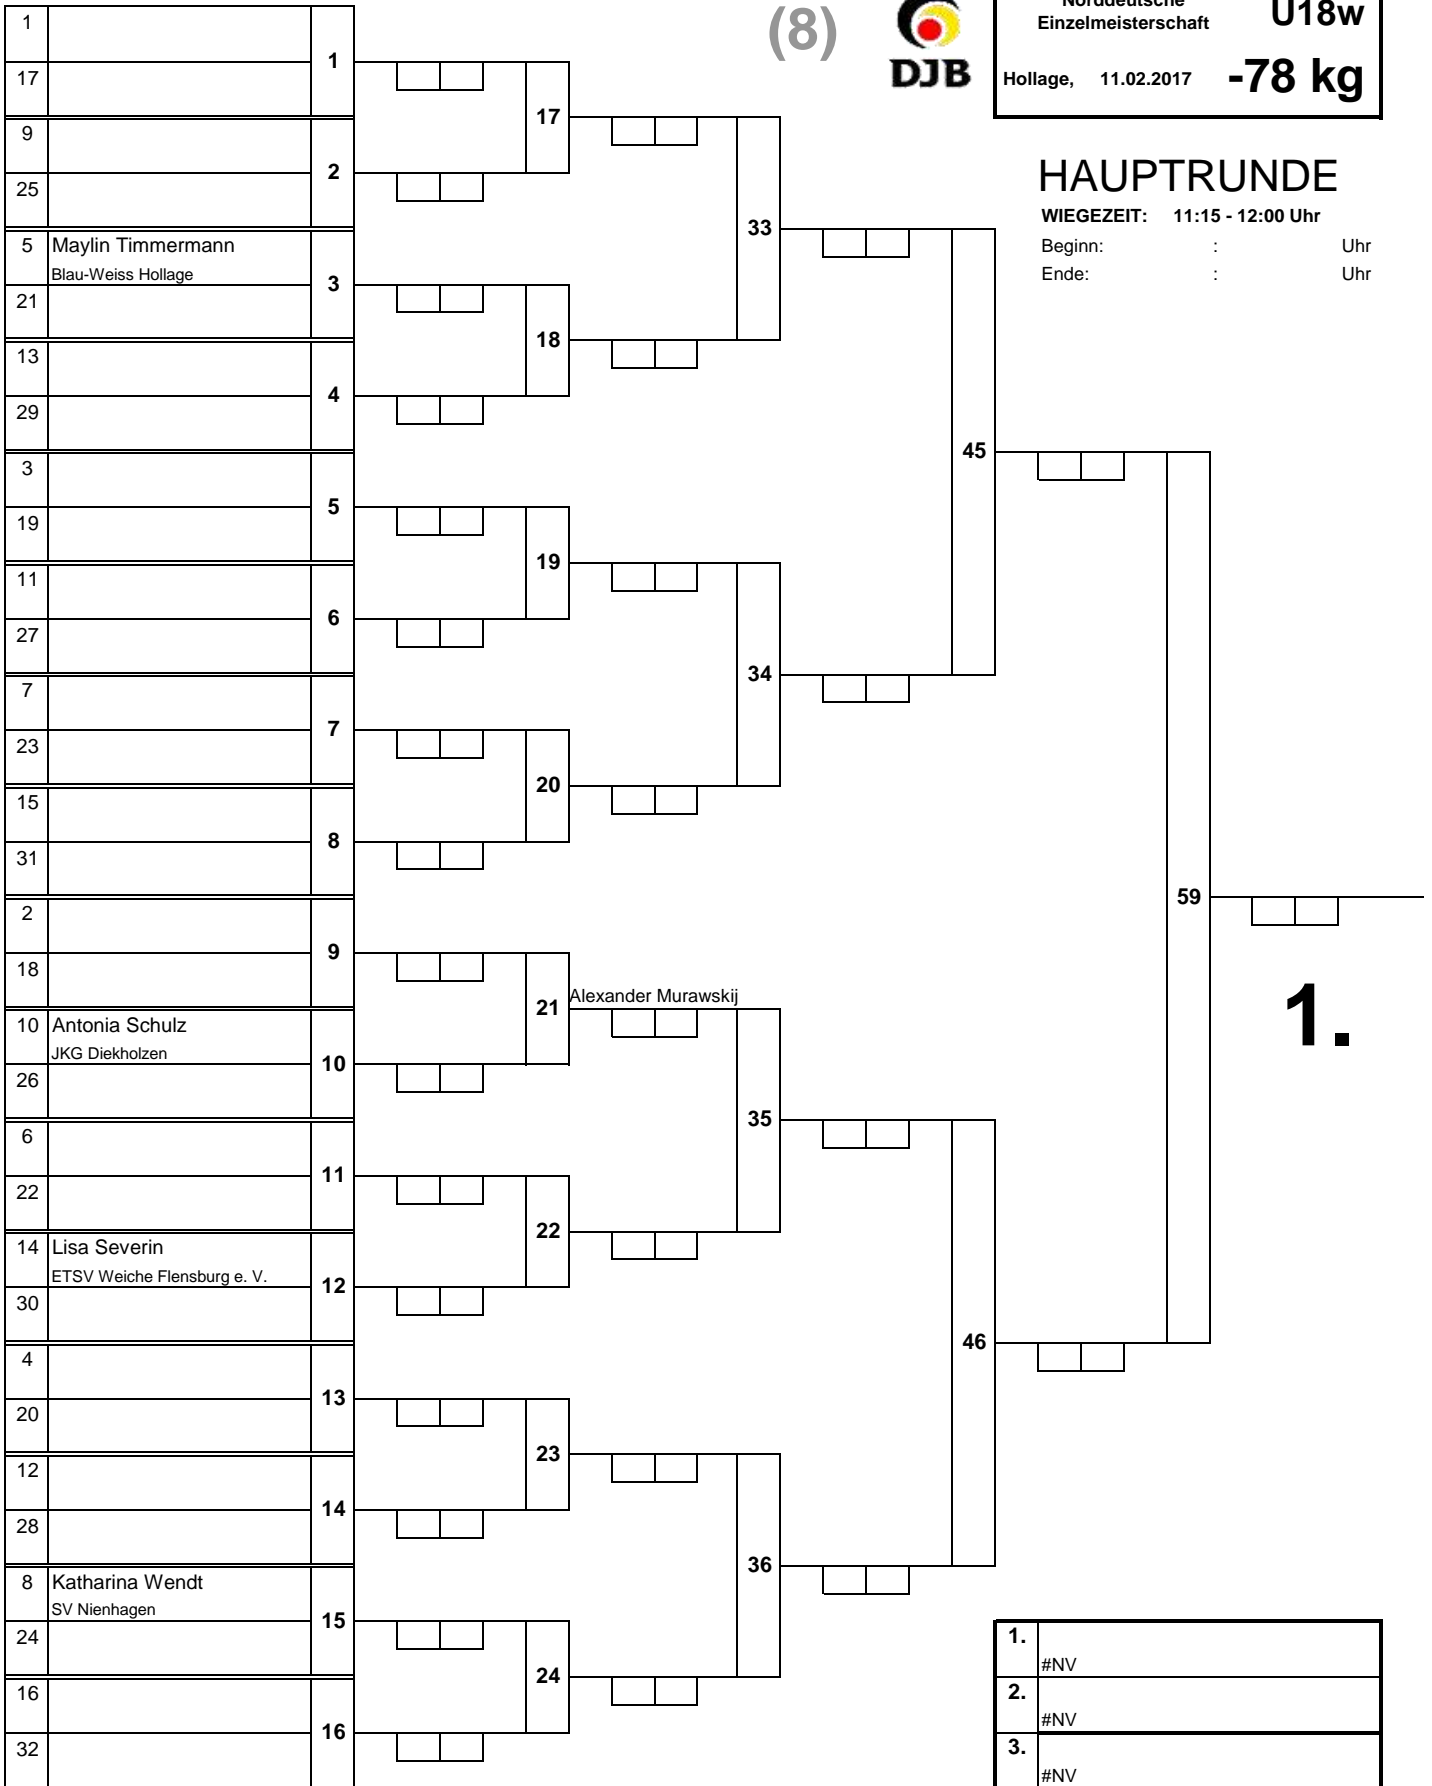 (8)
DJB
Norddeutsche
Einzelmeisterschaft
U18w
Hollage, 11.02.2017
-78 kg
HAUPTRUNDE
WIEGEZEIT: 11:15 - 12:00 Uhr
Beginn: : Uhr
Ende: : Uhr
1
17
1
9
25
2
5 Maylin Timmermann
Blau-Weiss Hollage
21
3
13
29
4
3
19
5
11
27
6
7
23
7
15
31
8
2
18
9
10 Antonia Schulz
JKG Diekholzen
26
10
6
22
11
14 Lisa Severin
ETSV Weiche Flensburg e. V.
30
12
4
20
13
12
28
14
8 Katharina Wendt
SV Nienhagen
24
15
16
32
16
17
18
19
20
21
Alexander Murawskij
22
23
24
33
34
35
36
45
46
59
1.
1.
#NV
2.
#NV
3.
#NV